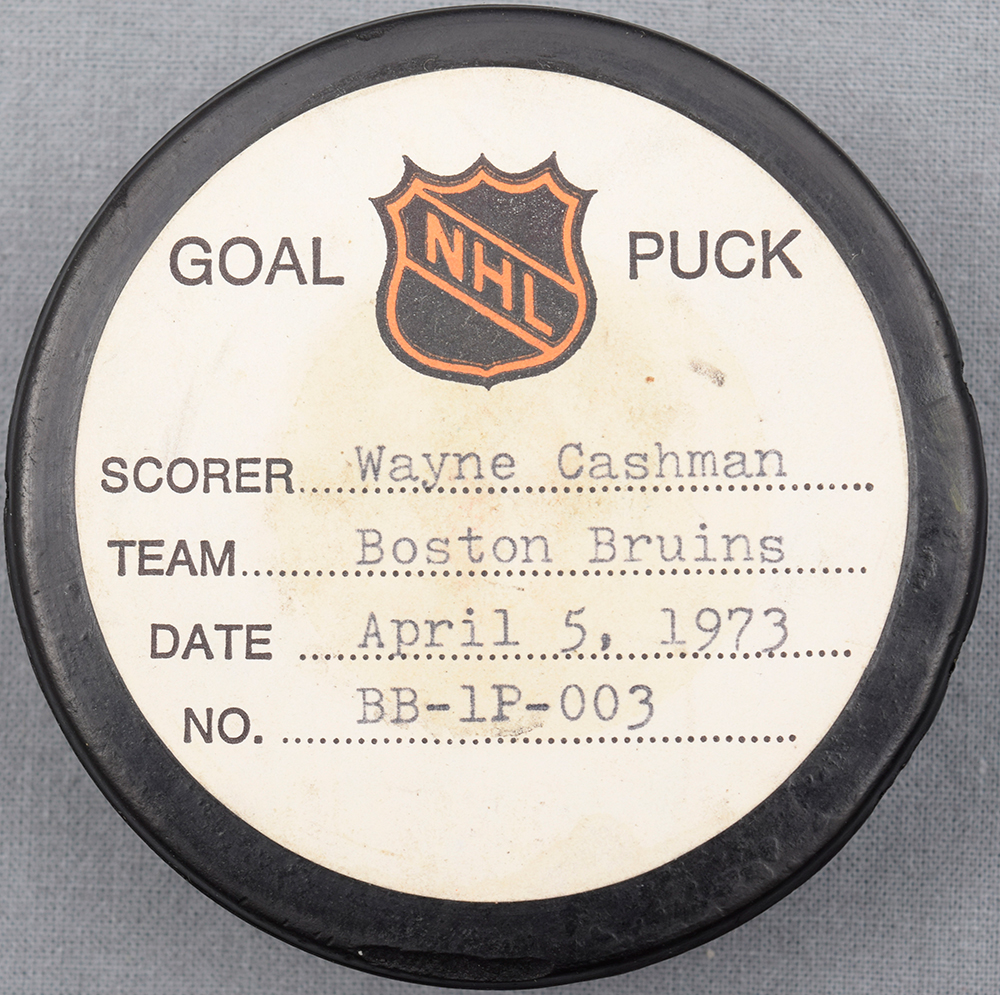 GOAL NHL PUCK
SCORER Wayne Cashman
TEAM Boston Bruins
DATE April 5, 1973
NO. BB-1P-003